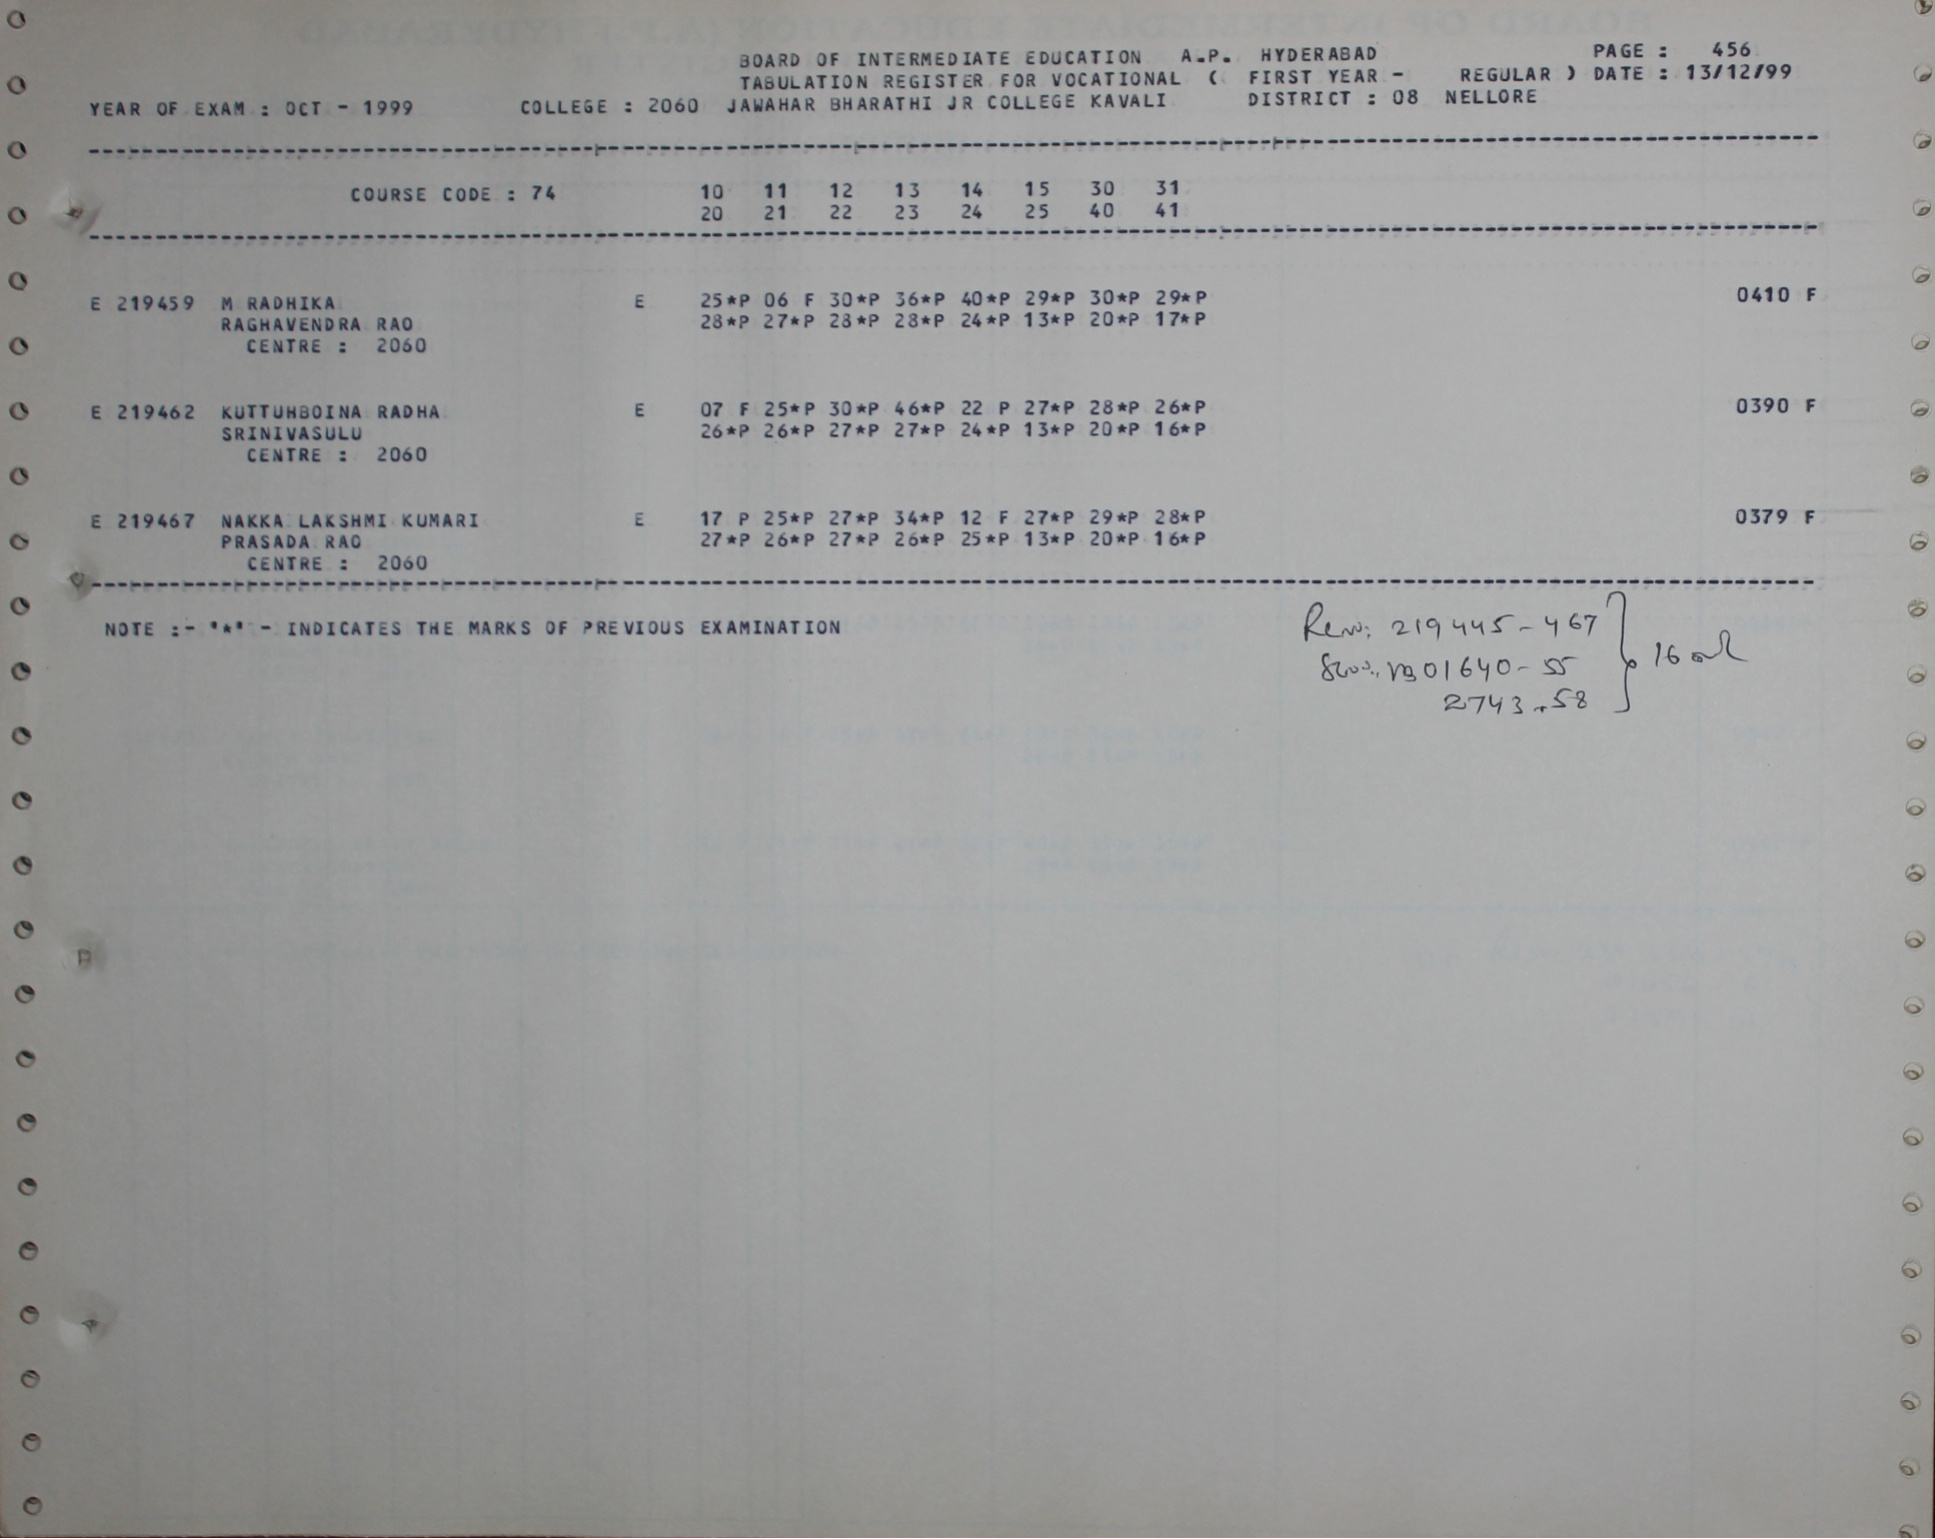 BOARD OF INTERMEDIATE EDUCATION A.P. HYDERABAD PAGE : 456
TABULATION REGISTER FOR VOCATIONAL ( FIRST YEAR - REGULAR ) DATE : 13/12/99
YEAR OF EXAM : OCT - 1999 COLLEGE : 2060 JAWAHAR BHARATHI JR COLLEGE KAVALI DISTRICT : 08 NELLORE
COURSE CODE : 74 10 11 12 13 14 15 30 31
20 21 22 23 24 25 40 41
E 219459 M RADHIKA E 25*P 06 F 30*P 36*P 40*P 29*P 30*P 29*P 0410 F
RAGHAVENDRA RAO 28*P 27*P 28*P 28*P 24*P 13*P 20*P 17*P
CENTRE : 2060
E 219462 KUTTUHBOINA RADHA E 07 F 25*P 30*P 46*P 22 P 27*P 28*P 26*P 0390 F
SRINIVASULU 26*P 26*P 27*P 27*P 24*P 13*P 20*P 16*P
CENTRE : 2060
E 219467 NAKKA LAKSHMI KUMARI E 17 P 25*P 27*P 34*P 12 F 27*P 29*P 28*P 0379 F
PRASADA RAO 27*P 26*P 27*P 26*P 25*P 13*P 20*P 16*P
CENTRE : 2060
NOTE :- "*" - INDICATES THE MARKS OF PREVIOUS EXAMINATION
219445-467
01640-55 16
2743.58